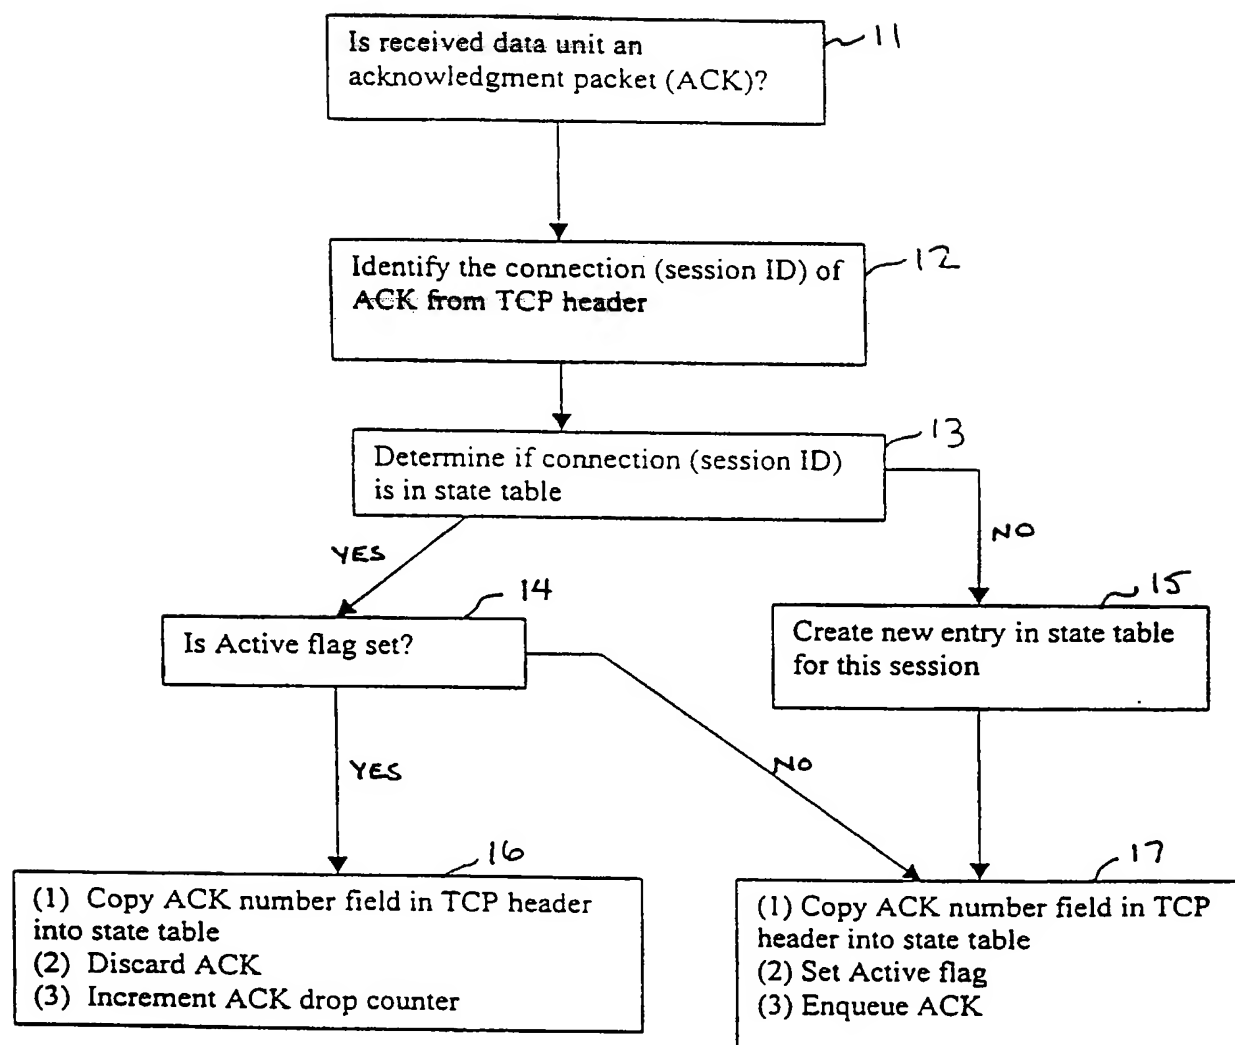 Is received data unit an
acknowledgment packet (ACK)?
11
Identify the connection (session ID) of
ACK from TCP header
12
Determine if connection (session ID)
is in state table
13
YES
NO
Is Active flag set?
14
Create new entry in state table
for this session
15
YES
NO
(1) Copy ACK number field in TCP header
into state table
(2) Discard ACK
(3) Increment ACK drop counter
16
(1) Copy ACK number field in TCP
header into state table
(2) Set Active flag
(3) Enqueue ACK
17